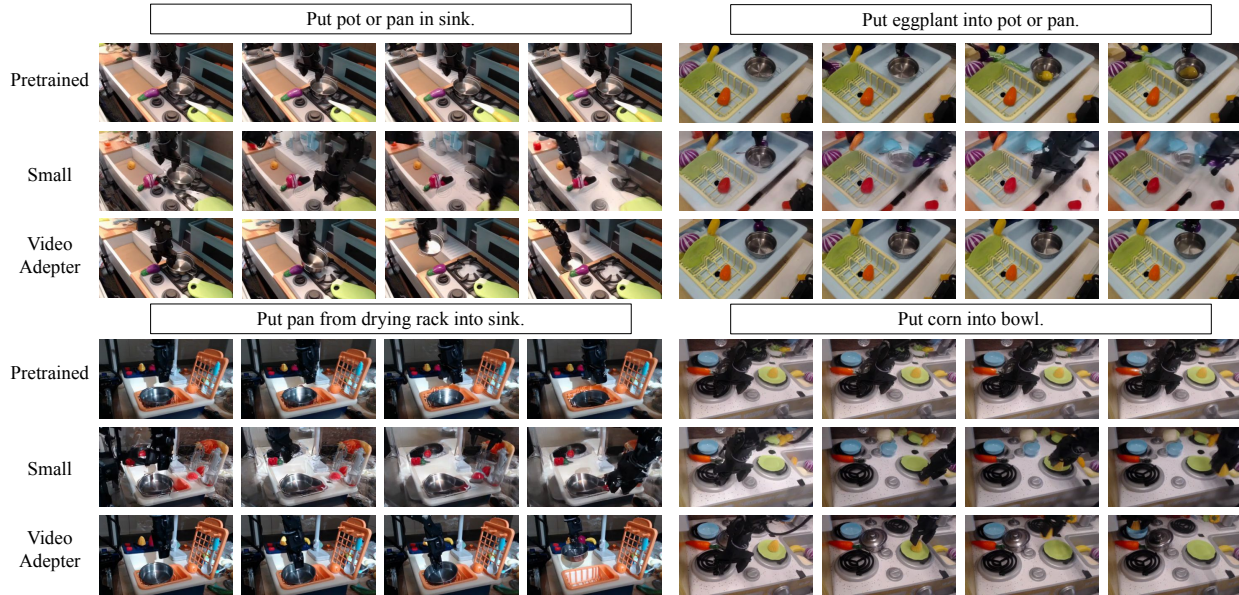 Put pot or pan in sink.
Put eggplant into pot or pan.
Pretrained
Small
Video
Adepter
Put pan from drying rack into sink.
Put corn into bowl.
Pretrained
Small
Video
Adepter